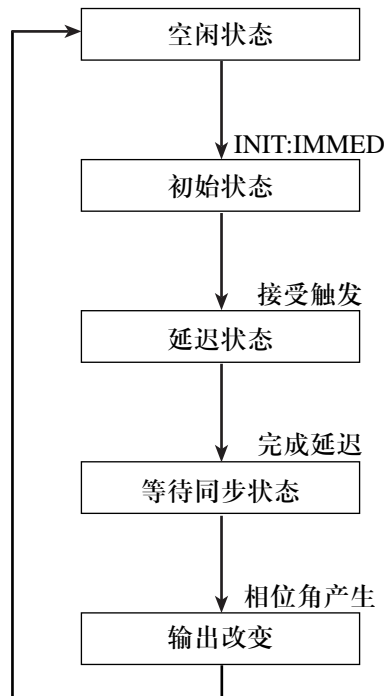 空闲状态
INIT:IMMED
初始状态
接受触发
延迟状态
完成延迟
等待同步状态
相位角产生
输出改变